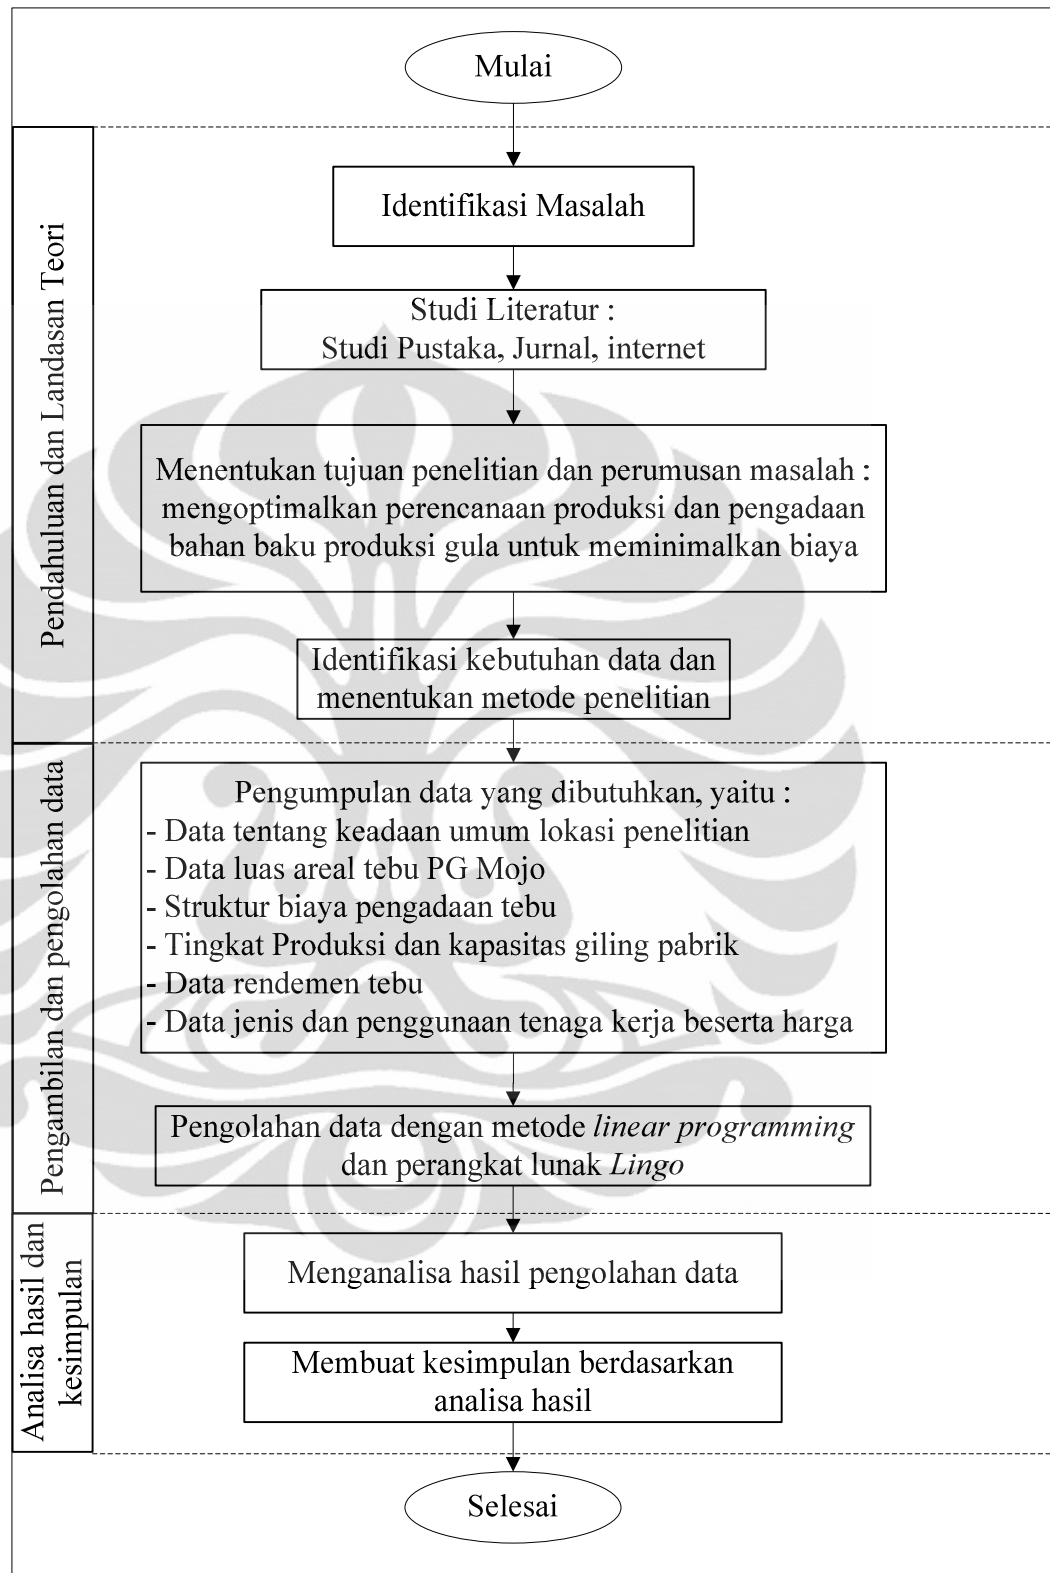 Mulai
Pendahuluan dan Landasan Teori
Identifikasi Masalah
Studi Literatur :
Studi Pustaka, Jurnal, internet
Menentukan tujuan penelitian dan perumusan masalah :
mengoptimalkan perencanaan produksi dan pengadaan
bahan baku produksi gula untuk meminimalkan biaya
Identifikasi kebutuhan data dan
menentukan metode penelitian
Pengambilan dan pengolahan data
Pengumpulan data yang dibutuhkan, yaitu :
- Data tentang keadaan umum lokasi penelitian
- Data luas areal tebu PG Mojo
- Struktur biaya pengadaan tebu
- Tingkat Produksi dan kapasitas giling pabrik
- Data rendemen tebu
- Data jenis dan penggunaan tenaga kerja beserta harga
Pengolahan data dengan metode linear programming
dan perangkat lunak Lingo
Analisa hasil dan
kesimpulan
Menganalisa hasil pengolahan data
Membuat kesimpulan berdasarkan
analisa hasil
Selesai